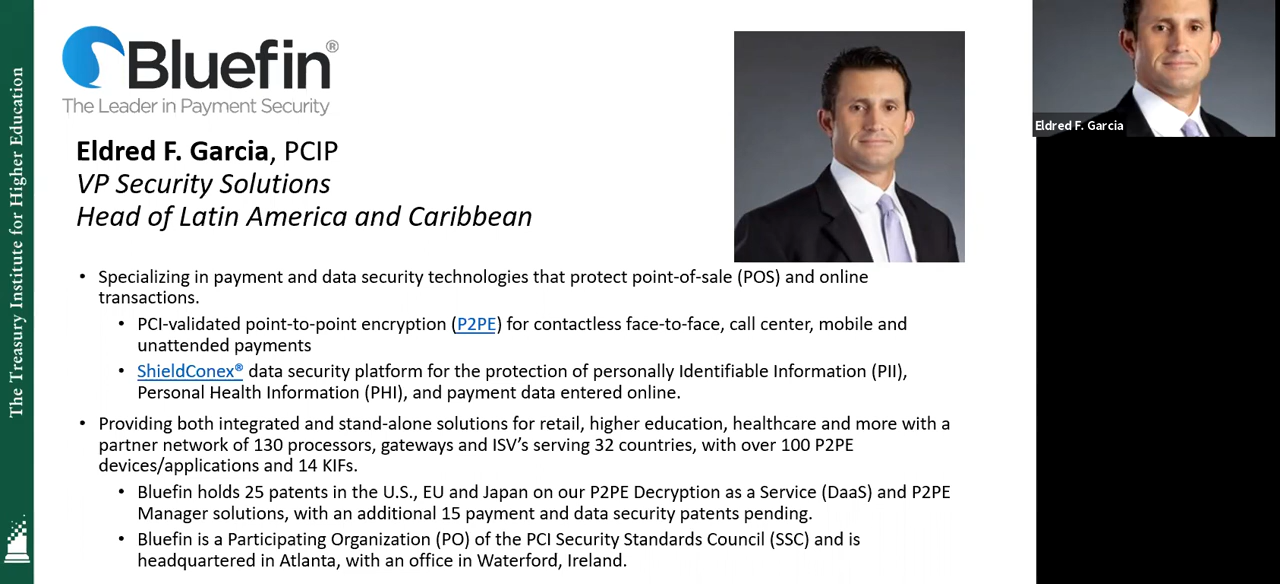 The Treasury Institute for Higher Education
Bluefin®
The Leader in Payment Security
Eldred F. Garcia, PCIP
VP Security Solutions
Head of Latin America and Caribbean
• Specializing in payment and data security technologies that protect point-of-sale (POS) and online
transactions.
• PCI-validated point-to-point encryption (P2PE) for contactless face-to-face, call center, mobile and
unattended payments
• ShieldConex® data security platform for the protection of personally Identifiable Information (PII),
Personal Health Information (PHI), and payment data entered online.
• Providing both integrated and stand-alone solutions for retail, higher education, healthcare and more with a
partner network of 130 processors, gateways and ISV’s serving 32 countries, with over 100 P2PE
devices/applications and 14 KIFs.
• Bluefin holds 25 patents in the U.S., EU and Japan on our P2PE Decryption as a Service (DaaS) and P2PE
Manager solutions, with an additional 15 payment and data security patents pending.
• Bluefin is a Participating Organization (PO) of the PCI Security Standards Council (SSC) and is
headquartered in Atlanta, with an office in Waterford, Ireland.
Eldred F. Garcia